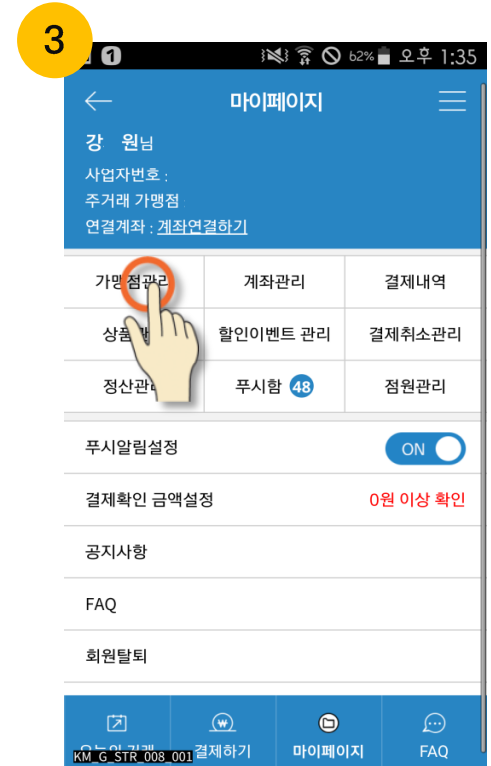 3
1 62% 오후 1:35
마이페이지
강 원님
사업자번호 :
주거래 가맹점 :
연결계좌 : 계좌연결하기
가맹점관리 계좌관리 결제내역
할인이벤트 관리 결제취소관리
푸시함 48 점원관리
푸시알림설정 ON
결제확인 금액설정 0원 이상 확인
공지사항
FAQ
회원탈퇴
결제하기 마이페이지 FAQ
KM_G_STR_008_001